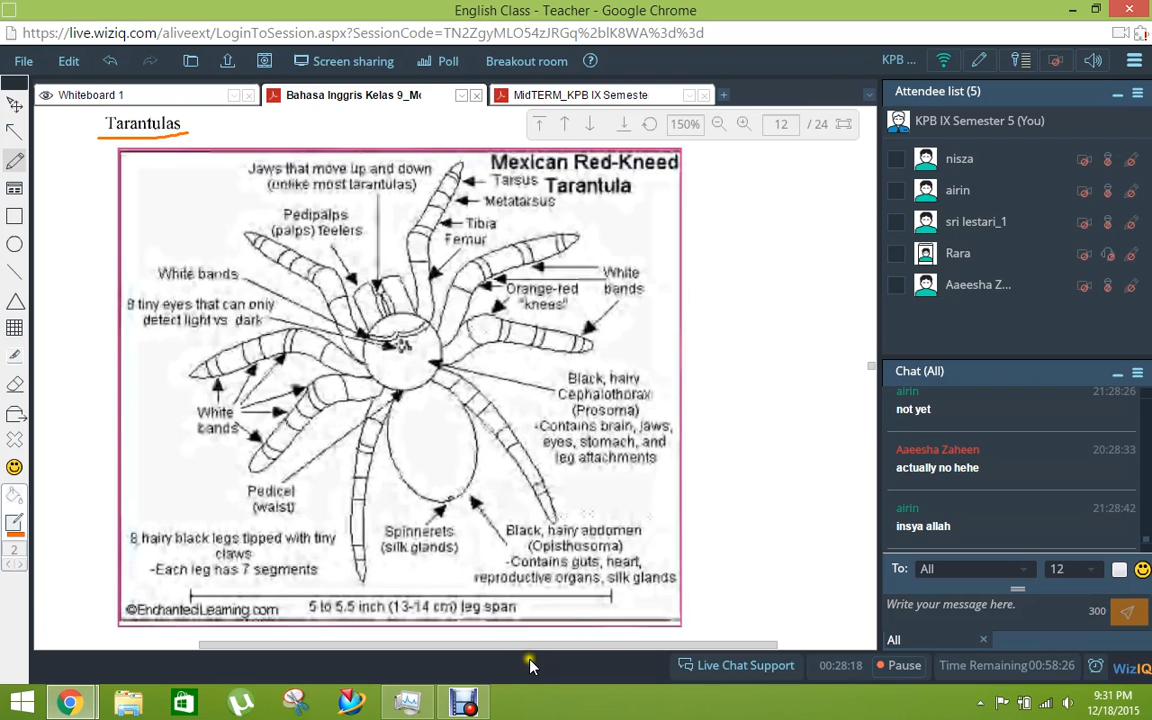 English Class - Teacher - Google Chrome
https://live.wiziq.com/aliveext/LoginToSession.aspx?SessionCode=TN2ZgyMLO54zJRGq%2blK8WA%3d%3d
File Edit Screen sharing Poll Breakout room ? KPB ...
Whiteboard 1 Bahasa Inggris Kelas 9_Mo MidTERM_KPB IX Semeste
150% 12 / 24
Tarantulas
Mexican Red-Kneed
Tarantula
Jaws that move up and down
(unlike most tarantulas)
Tarsus
Metatarsus
Tibia
Femur
Pedipalps
(palps) feelers
White bands
8 tiny eyes that can only
detect light vs dark
Orange-red
"knees"
White
bands
White
bands
Black, hairy
Cephalothorax
(Prosoma)
-Contains brain, jaws,
eyes, stomach, and
leg attachments
Pedicel
(waist)
Spinnerets
(silk glands)
Black, hairy abdomen
(Opisthosoma)
-Contains guts, heart,
reproductive organs, silk glands
8 hairy black legs tipped with tiny
claws
-Each leg has 7 segments
5 to 5.5 inch (13-14 cm) leg span
©EnchantedLearning.com
2
Attendee list (5)
KPB IX Semester 5 (You)
nisza
airin
sri lestari_1
Rara
Aaeesha Z...
Chat (All)
airin 21:28:26
not yet
Aaeesha Zaheen 20:28:33
actually no hehe
airin 21:28:42
insya allah
To: All 12
Write your message here. 300
All
Live Chat Support 00:28:18 Pause Time Remaining 00:58:26 WizIQ
9:31 PM
12/18/2015